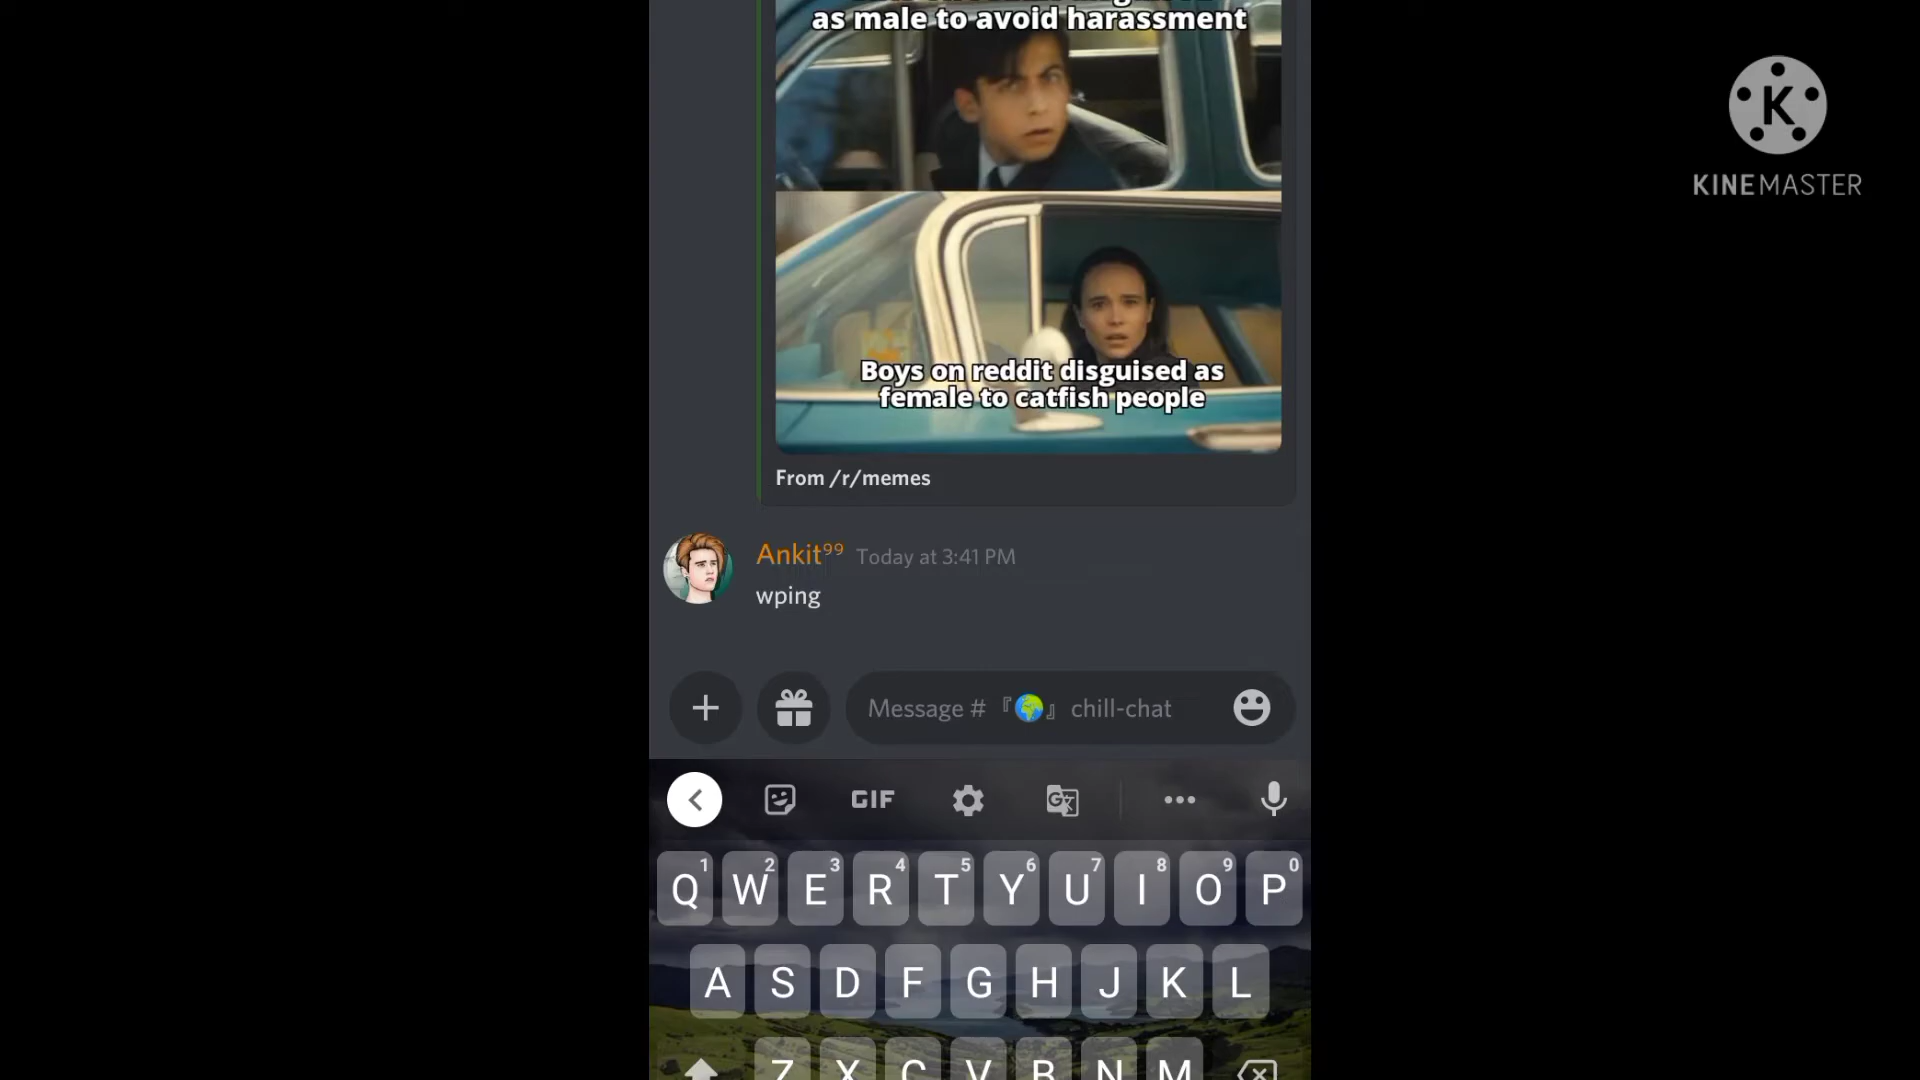 as male to avoid harassment
Boys on reddit disguised as
female to catfish people
From /r/memes
Ankit⁹⁹ Today at 3:41 PM
wping
Message # 『🌍』 chill-chat
GIF
Q1 W2 E3 R4 T5 Y6 U7 I8 O9 P0
A S D F G H J K L
Z X C V B N M
K
KINEMASTER